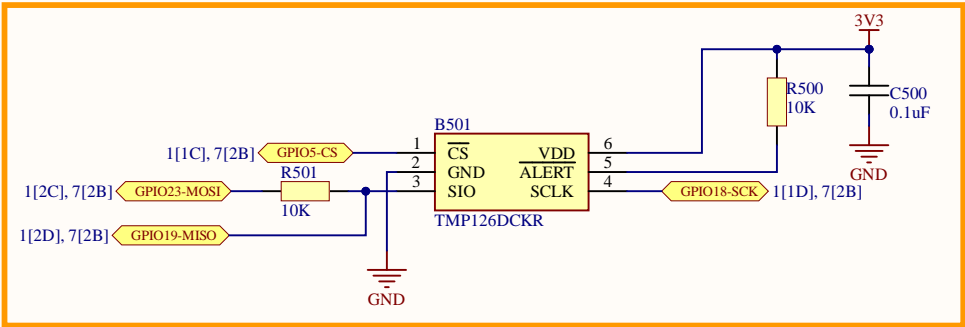 3V3
R500
10K
C500
0.1uF
GND
B501
1[1C], 7[2B]
GPIO5-CS
1
CS
VDD
6
2
GND
ALERT
5
3
SIO
SCLK
4
1[2C], 7[2B]
GPIO23-MOSI
R501
10K
GPIO18-SCK
1[1D], 7[2B]
TMP126DCKR
1[2D], 7[2B]
GPIO19-MISO
GND